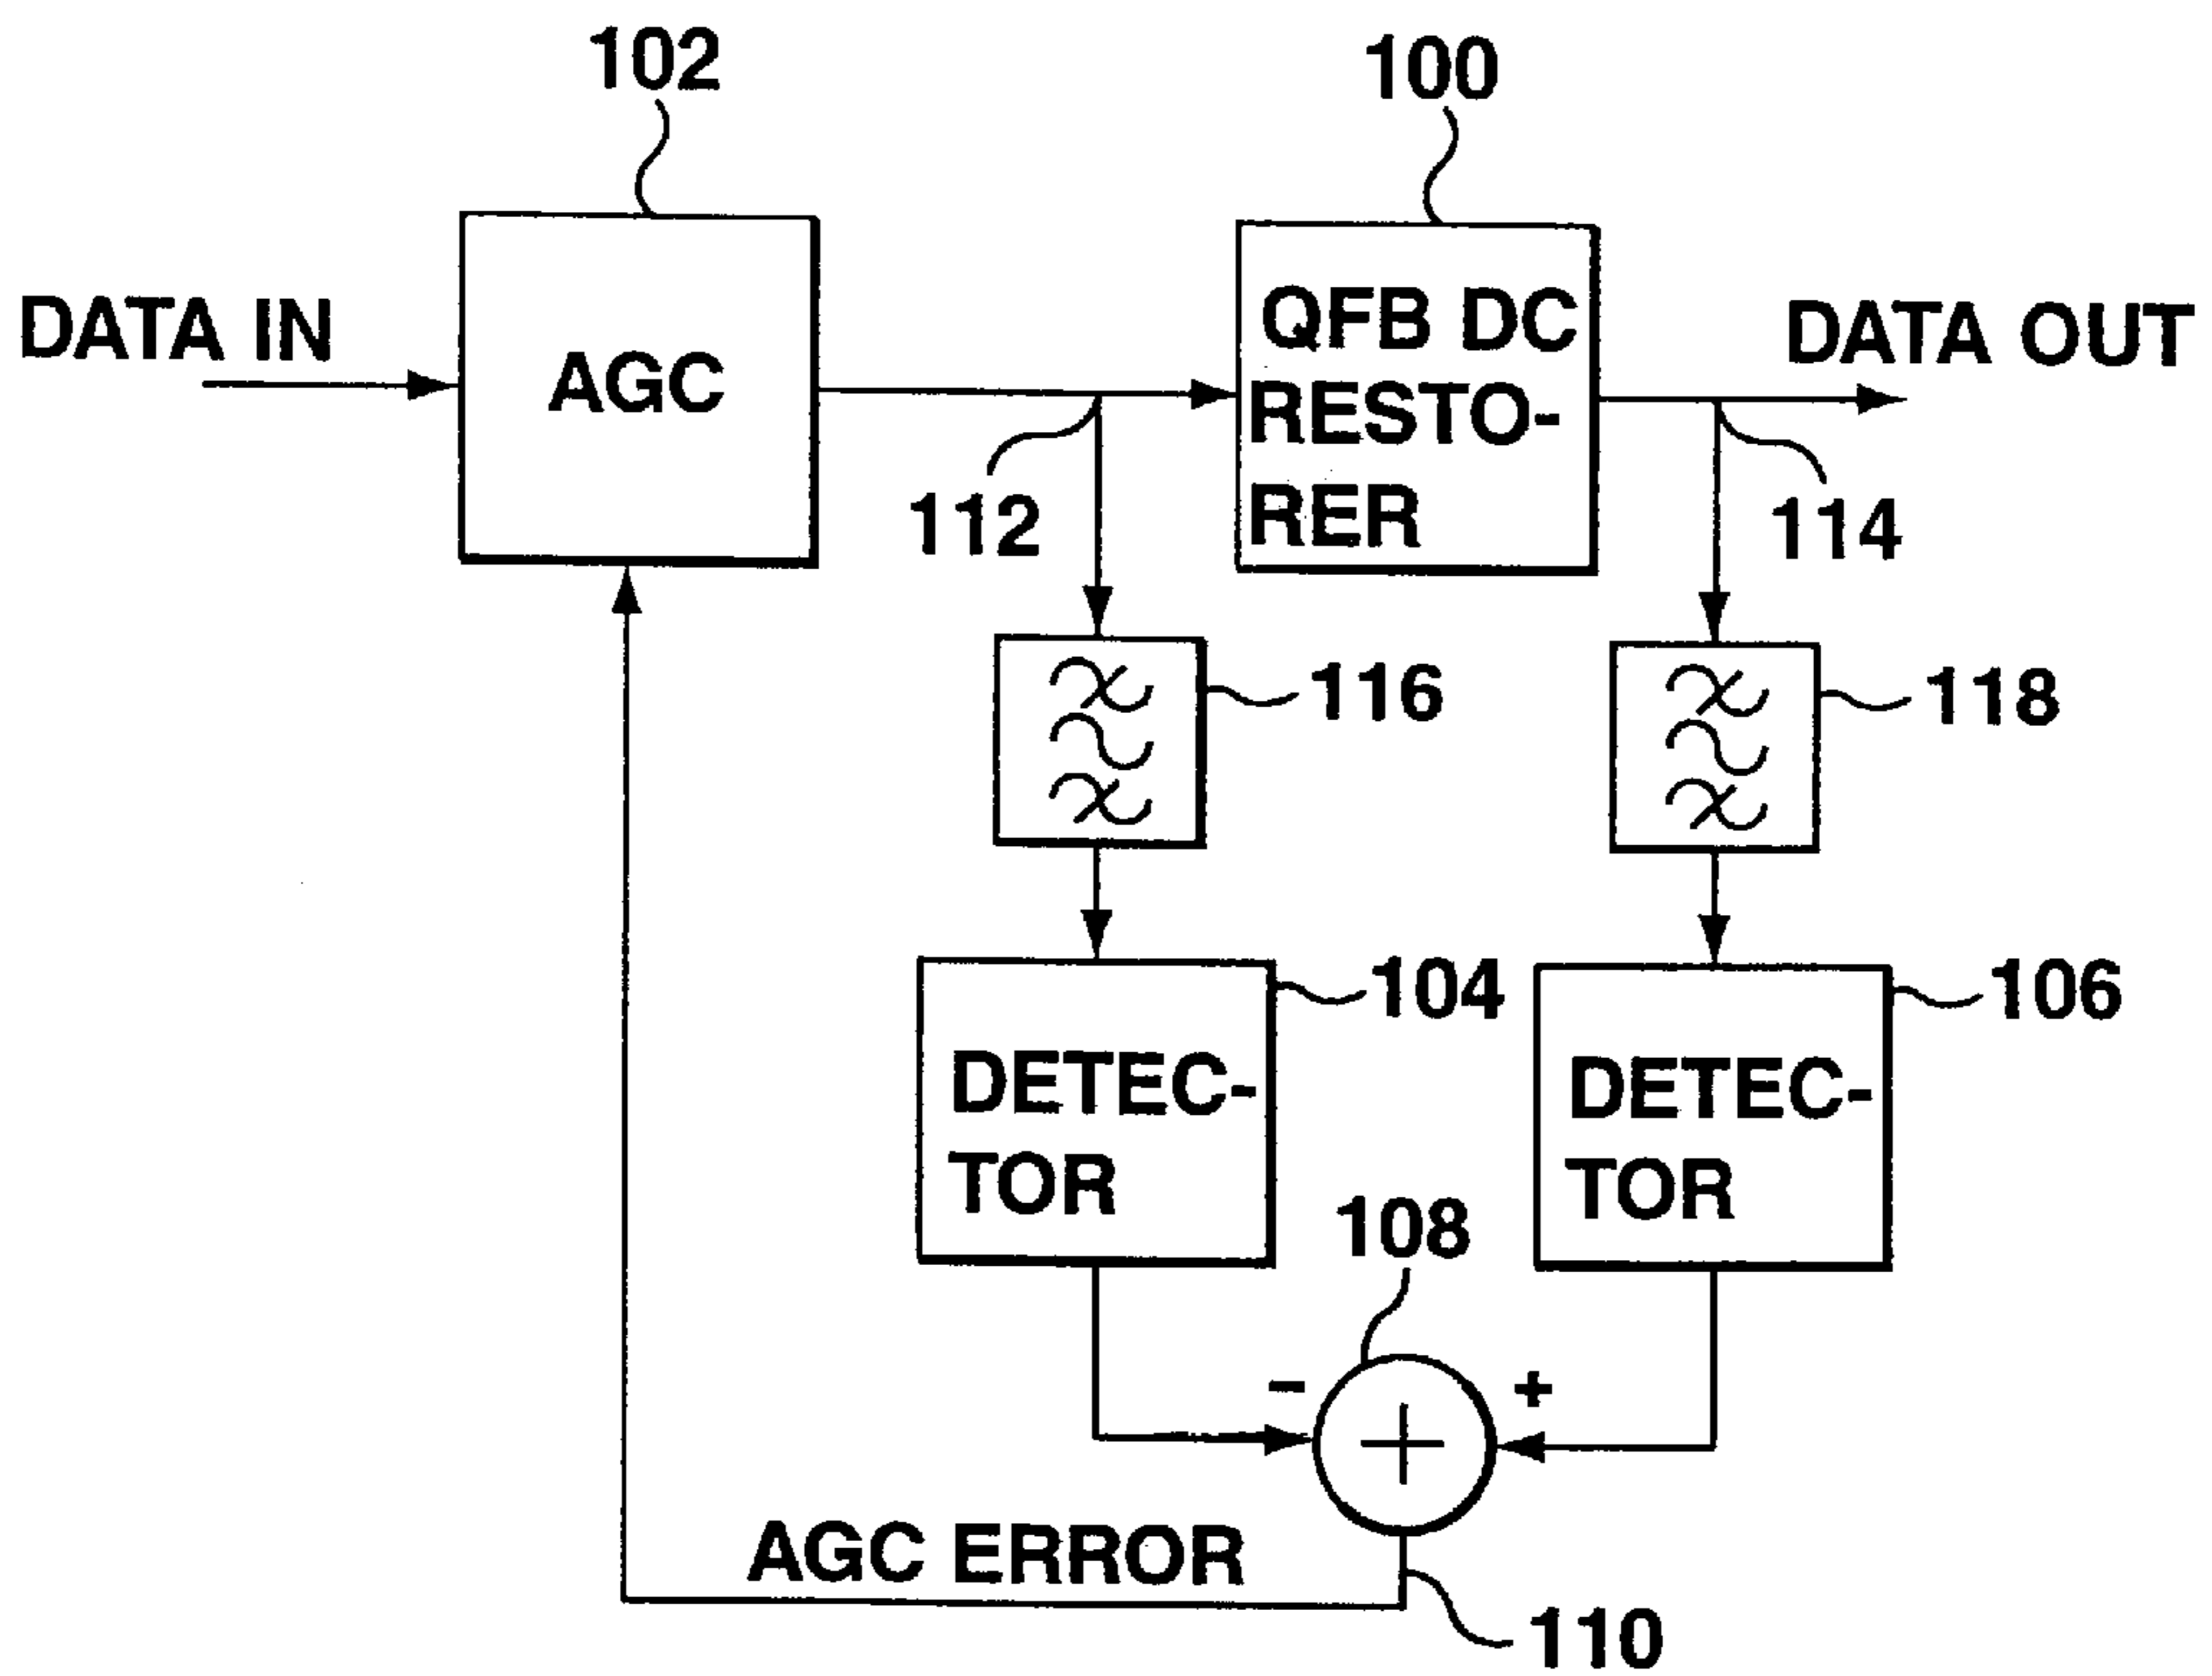 102
100
DATA IN
AGC
QFB DC
RESTO-
RER
DATA OUT
112
114
116
118
104
106
DETEC-
TOR
DETEC-
TOR
108
-
+
AGC ERROR
110